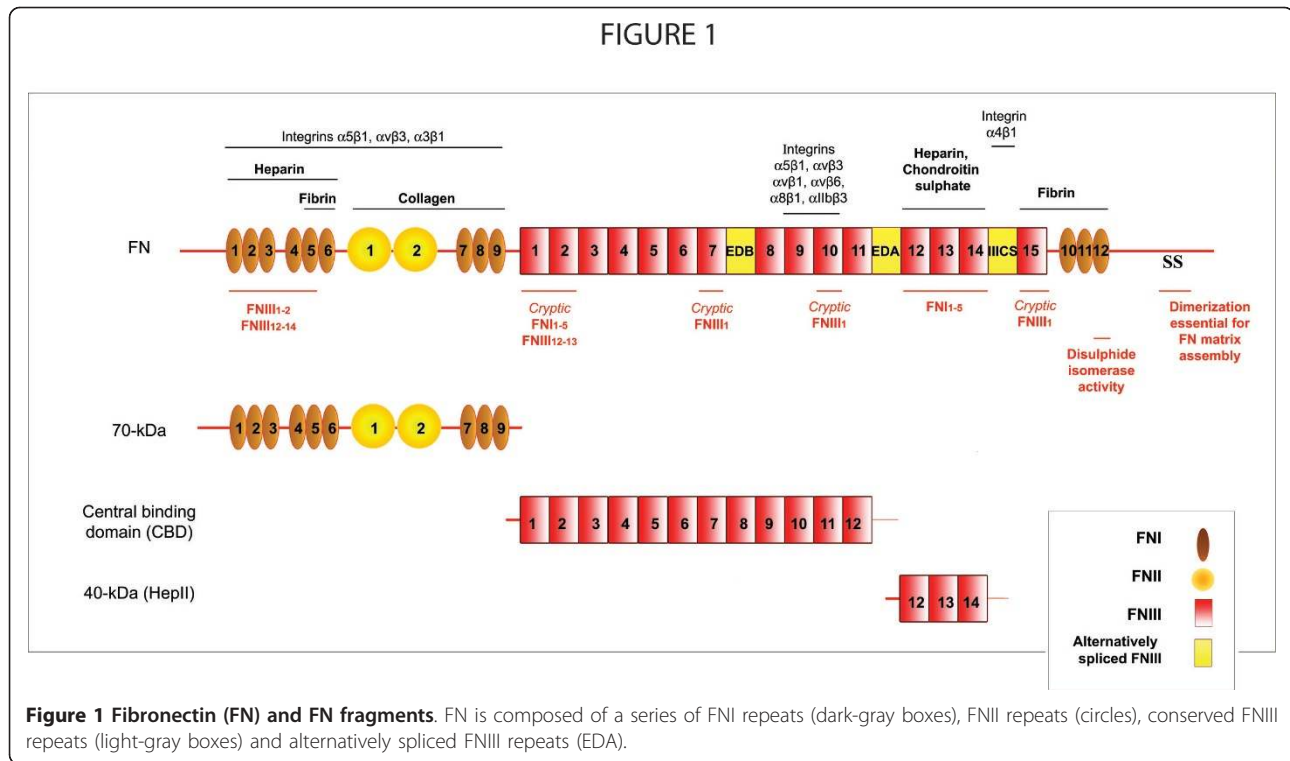 FIGURE 1
Integrins α5β1, αvβ3, α3β1
Heparin
Fibrin
Collagen
Integrins
α5β1, αvβ3
αvβ1, αvβ6,
α8β1, αIIbβ3
Heparin,
Chondroitin
sulphate
Integrin
α4β1
Fibrin
FN
1 2 3 4 5 6 1 2 7 8 9 1 2 3 4 5 6 7 EDB 8 9 10 11 EDA 12 13 14 IIICS 15 10 11 12
SS
FNIII1-2
FNIII12-14
Cryptic
FNI1-5
FNIII12-13
Cryptic
FNIII1
Cryptic
FNIII1
FNI1-5
Cryptic
FNIII1
Disulphide
isomerase
activity
Dimerization
essential for
FN matrix
assembly
70-kDa
1 2 3 4 5 6 1 2 7 8 9
Central binding
domain (CBD)
1 2 3 4 5 6 7 8 9 10 11 12
40-kDa (HepII)
12 13 14
FNI
FNII
FNIII
Alternatively
spliced FNIII
Figure 1 Fibronectin (FN) and FN fragments. FN is composed of a series of FNI repeats (dark-gray boxes), FNII repeats (circles), conserved FNIII
repeats (light-gray boxes) and alternatively spliced FNIII repeats (EDA).